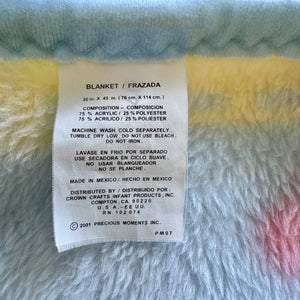 BLANKET / FRAZADA
30 in. X 45 in. (76 cm. X 114 cm.)
COMPOSITION - COMPOSICION
75 % ACRYLIC / 25 % POLYESTER
75 % ACRILICO / 25 % POLIESTER
MACHINE WASH COLD SEPARATELY.
TUMBLE DRY LOW. DO NOT BLEACH.
DO NOT IRON.
LAVASE EN FRIO POR SEPARADO.
USE SECADORA EN CICLO SUAVE
NO USAR BLANQUEADOR.
NO SE PLANCHE.
MADE IN MEXICO / HECHO EN MEXICO
DISTRIBUTED BY / DISTRIBUIDO POR:
CROWN CRAFTS INFANT PRODUCTS, INC.
COMPTON, CA 90220
U.S.A. - EE.UU.
RN 102074
© 2001 PRECIOUS MOMENTS INC.
PM07